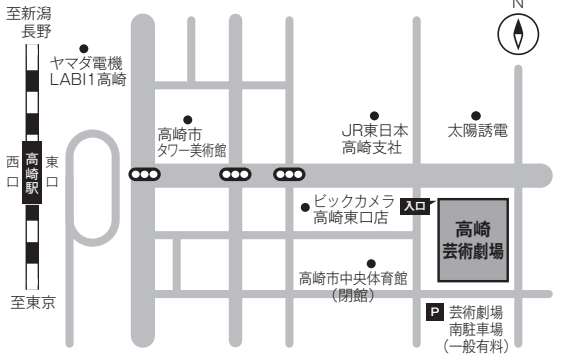 至新潟
長野
ヤマダ電機
LABI1高崎
N
高崎市
タワー美術館
JR東日本
高崎支社
太陽誘電
西口
高崎駅
東口
ビックカメラ
高崎東口店
入口
高崎
芸術劇場
高崎市中央体育館
（閉館）
至東京
P
芸術劇場
南駐車場
（一般有料）